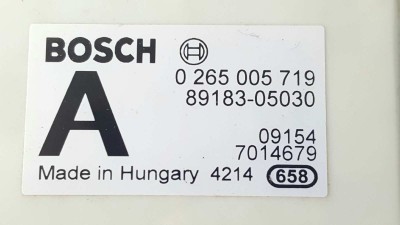 BOSCH
A
0 265 005 719
89183-05030
09154
7014679
Made in Hungary 4214 658